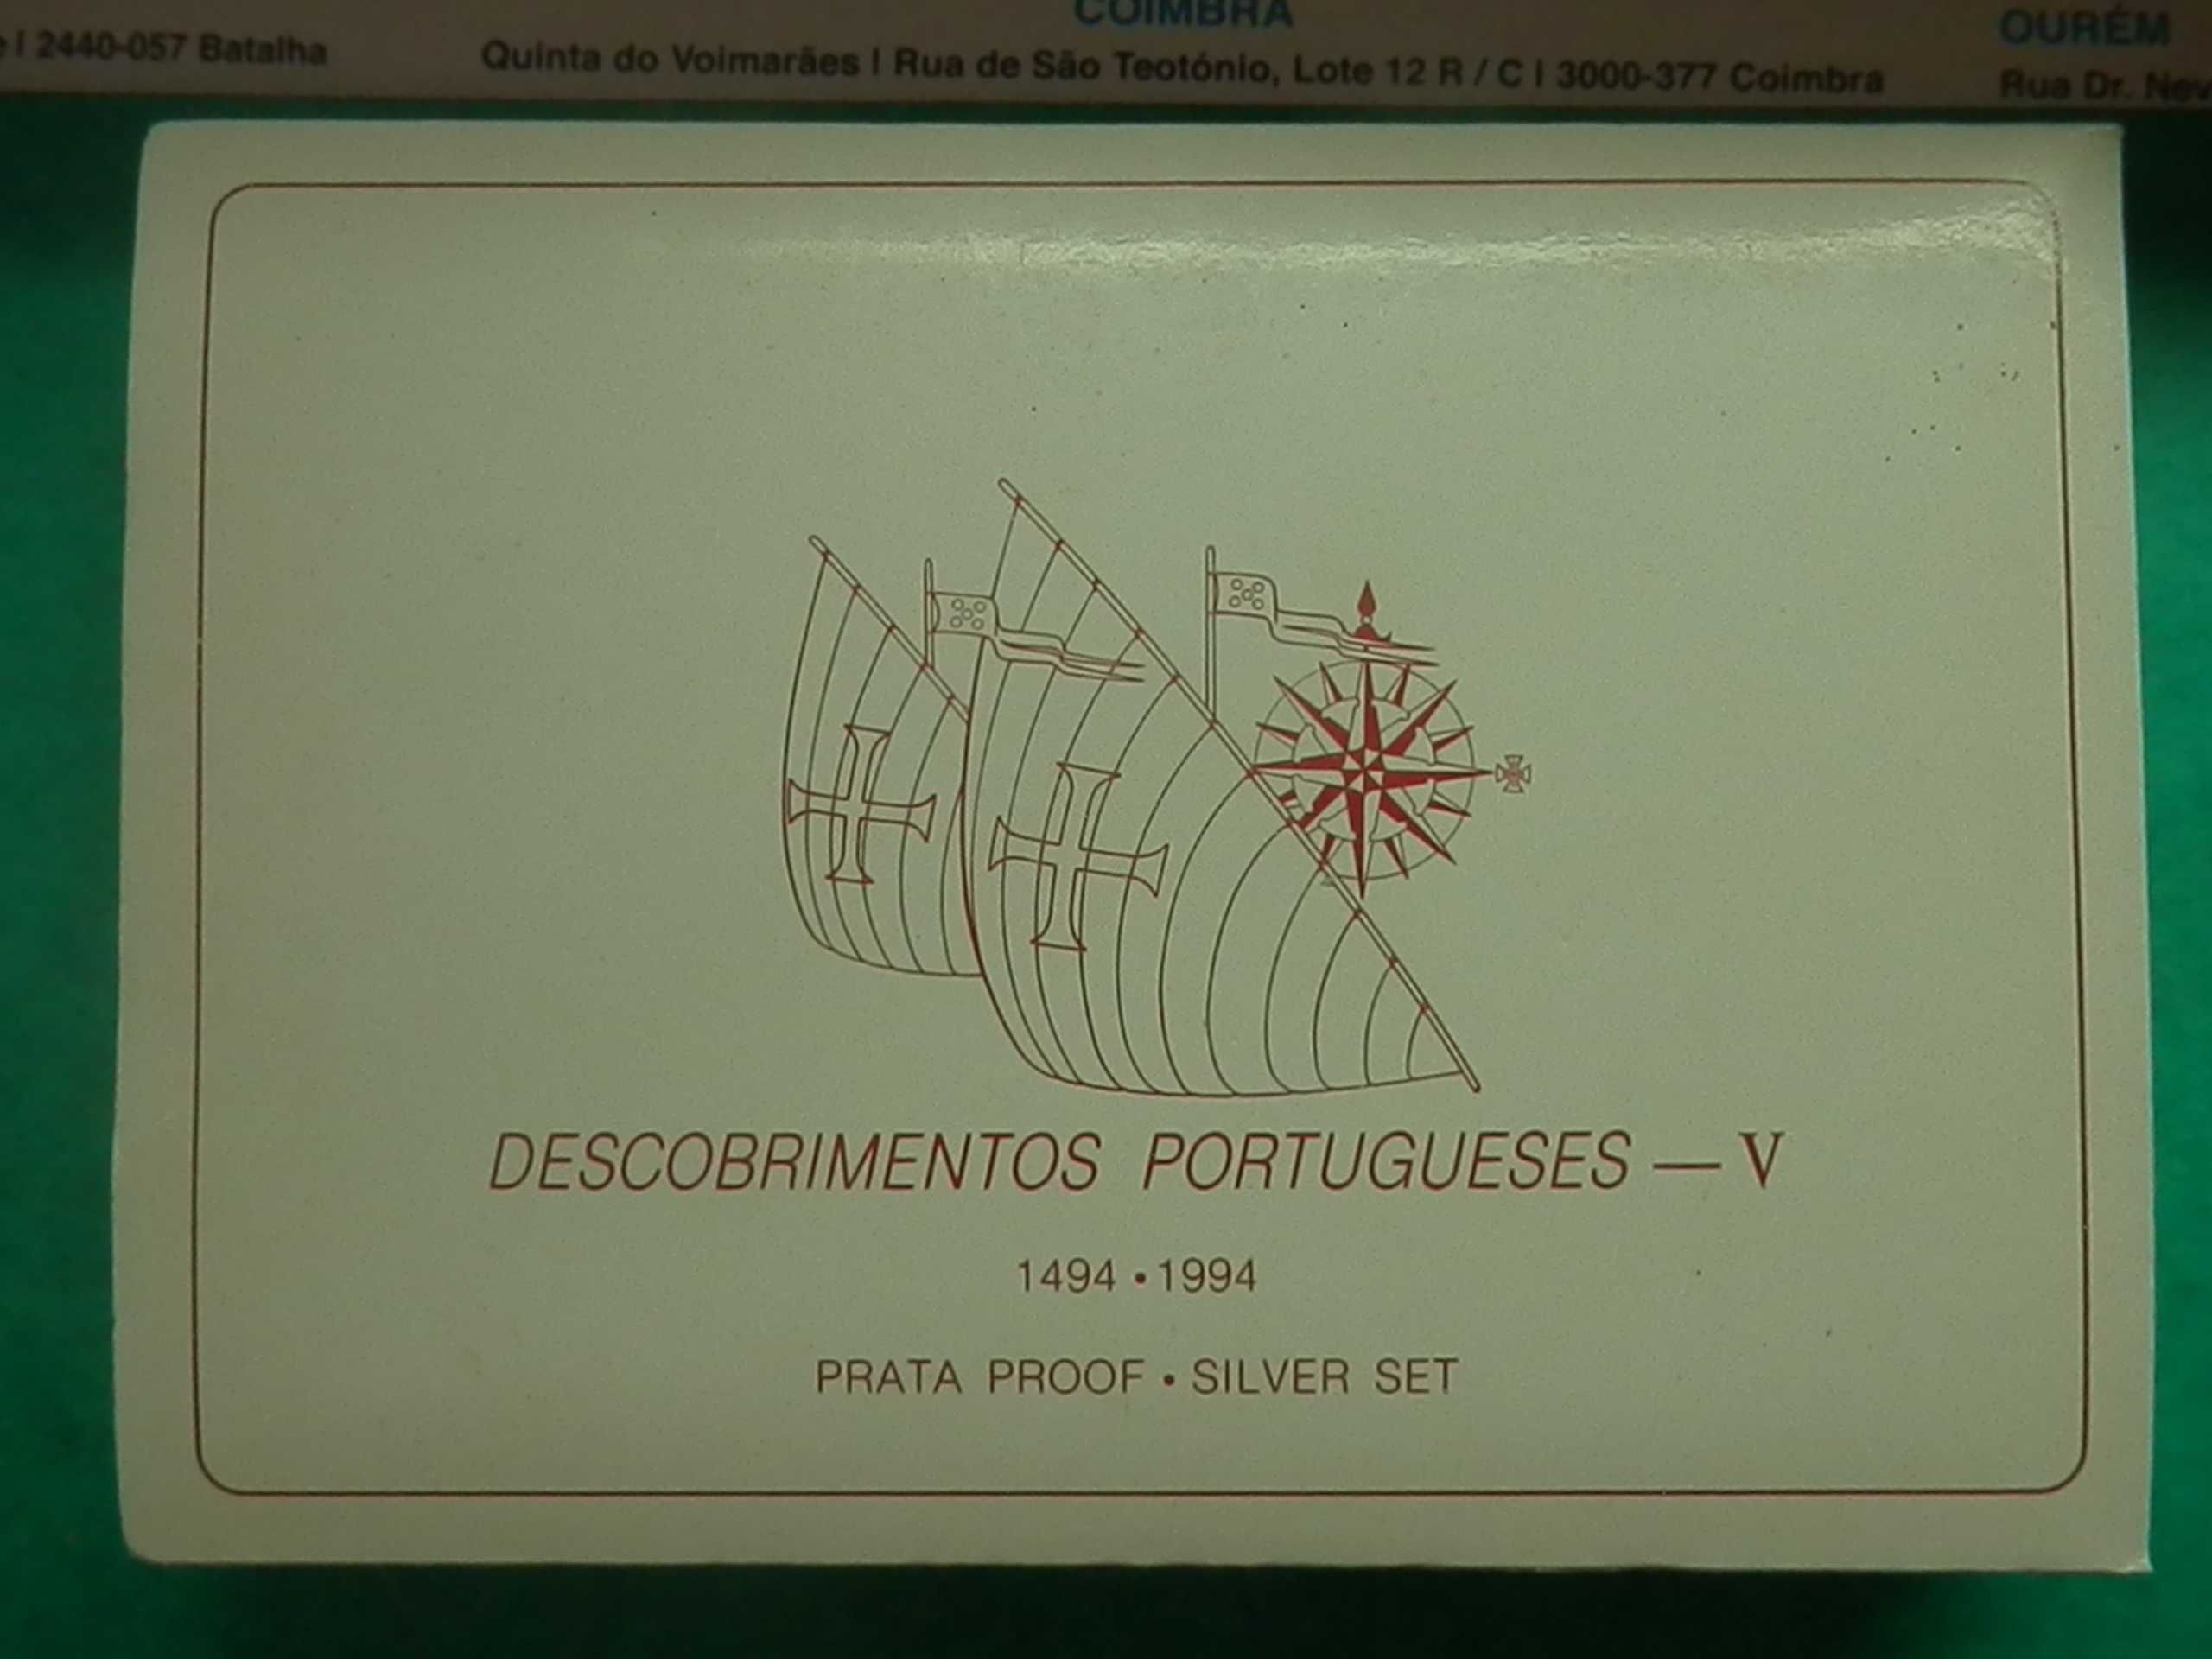 COIMBRA
OURÉM
2440-057 Batalha
Quinta do Voimarães | Rua de São Teotónio, Lote 12 R / C | 3000-377 Coimbra
Rua Dr.
DESCOBRIMENTOS PORTUGUESES — V
1494 • 1994
PRATA PROOF • SILVER SET